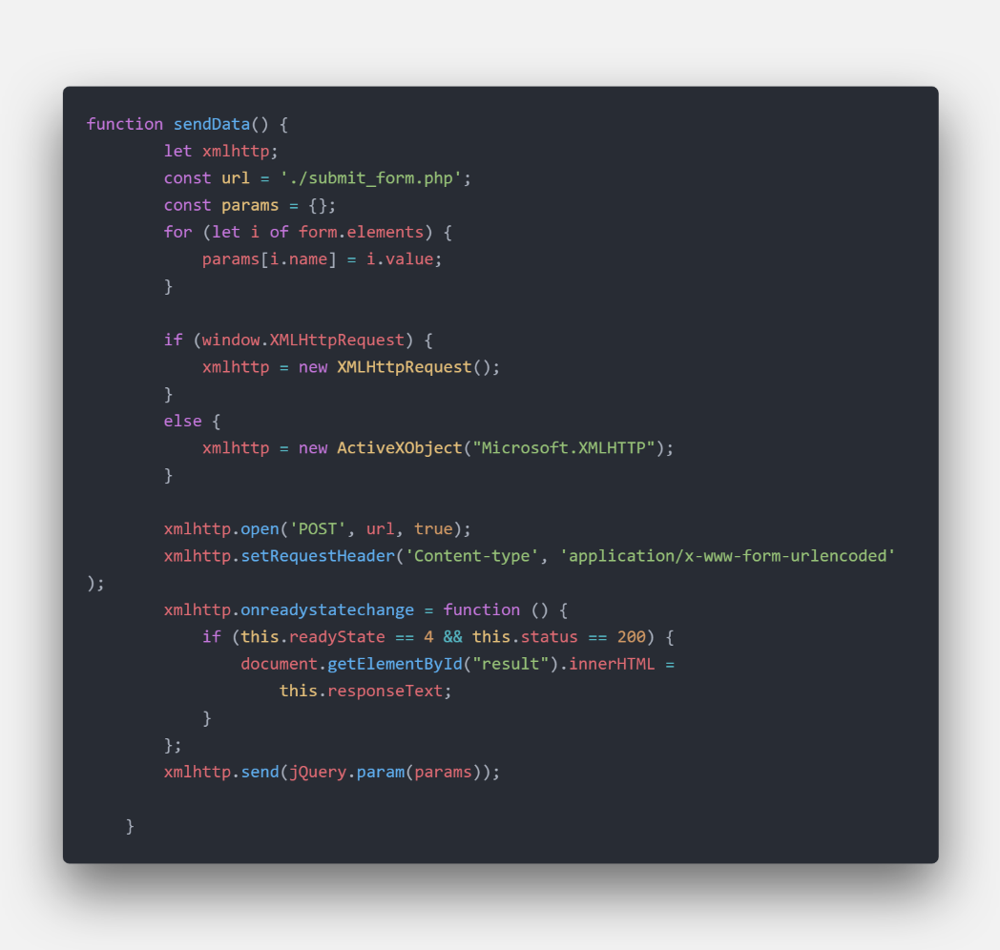 function sendData() {
        let xmlhttp;
        const url = './submit_form.php';
        const params = {};
        for (let i of form.elements) {
            params[i.name] = i.value;
        }

        if (window.XMLHttpRequest) {
            xmlhttp = new XMLHttpRequest();
        }
        else {
            xmlhttp = new ActiveXObject("Microsoft.XMLHTTP");
        }

        xmlhttp.open('POST', url, true);
        xmlhttp.setRequestHeader('Content-type', 'application/x-www-form-urlencoded'
);
        xmlhttp.onreadystatechange = function () {
            if (this.readyState == 4 && this.status == 200) {
                document.getElementById("result").innerHTML =
                    this.responseText;
            }
        };
        xmlhttp.send(jQuery.param(params));

    }